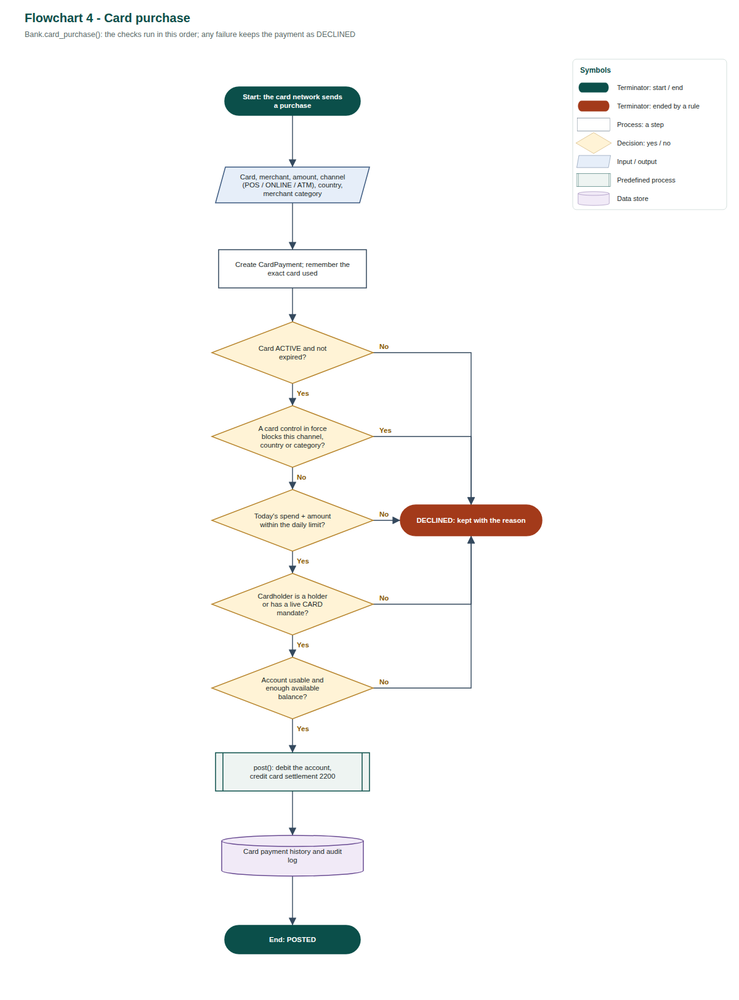 Flowchart 4 - Card purchase
Bank.card_purchase(): the checks run in this order; any failure keeps the payment as DECLINED
Symbols
Terminator: start / end
Terminator: ended by a rule
Process: a step
Decision: yes / no
Input / output
Predefined process
Data store
Start: the card network sends
a purchase
Card, merchant, amount, channel
(POS / ONLINE / ATM), country,
merchant category
Create CardPayment; remember the
exact card used
Card ACTIVE and not
expired?
No
Yes
A card control in force
blocks this channel,
country or category?
Yes
No
Today's spend + amount
within the daily limit?
No
DECLINED: kept with the reason
Yes
Cardholder is a holder
or has a live CARD
mandate?
No
Yes
Account usable and
enough available
balance?
No
Yes
post(): debit the account,
credit card settlement 2200
Card payment history and audit
log
End: POSTED